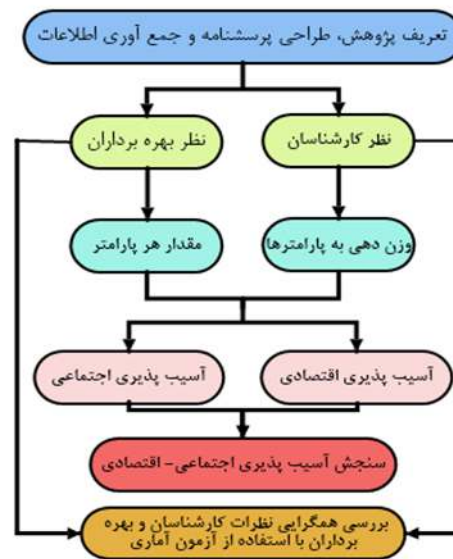 تعریف پژوهش، طراحی پرسشنامه و جمع آوری اطلاعات
نظر کارشناسان
نظر بهره برداران
وزن دهی به پارامترها
مقدار هر پارامتر
آسیب پذیری اقتصادی
آسیب پذیری اجتماعی
سنجش آسیب پذیری اجتماعی- اقتصادی
بررسی همگرایی نظرات کارشناسان و بهره
برداران با استفاده از آزمون آماری